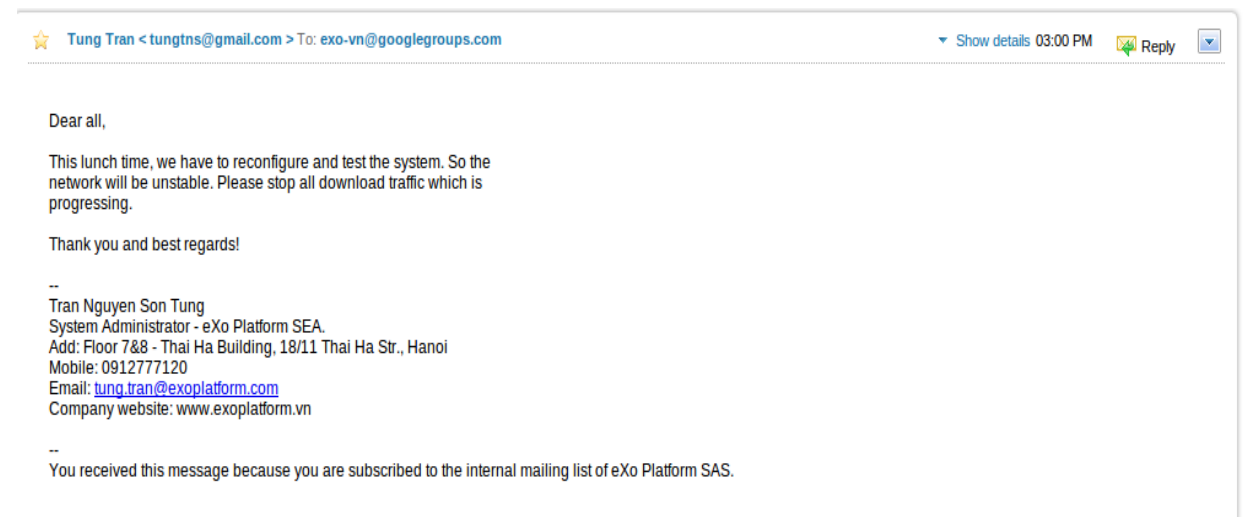 Tung Tran < tungtns@gmail.com > To: exo-vn@googlegroups.com Show details 03:00 PM Reply
Dear all,
This lunch time, we have to reconfigure and test the system. So the
network will be unstable. Please stop all download traffic which is
progressing.
Thank you and best regards!
--
Tran Nguyen Son Tung
System Administrator - eXo Platform SEA.
Add: Floor 7&8 - Thai Ha Building, 18/11 Thai Ha Str., Hanoi
Mobile: 0912777120
Email: tung.tran@exoplatform.com
Company website: www.exoplatform.vn
--
You received this message because you are subscribed to the internal mailing list of eXo Platform SAS.